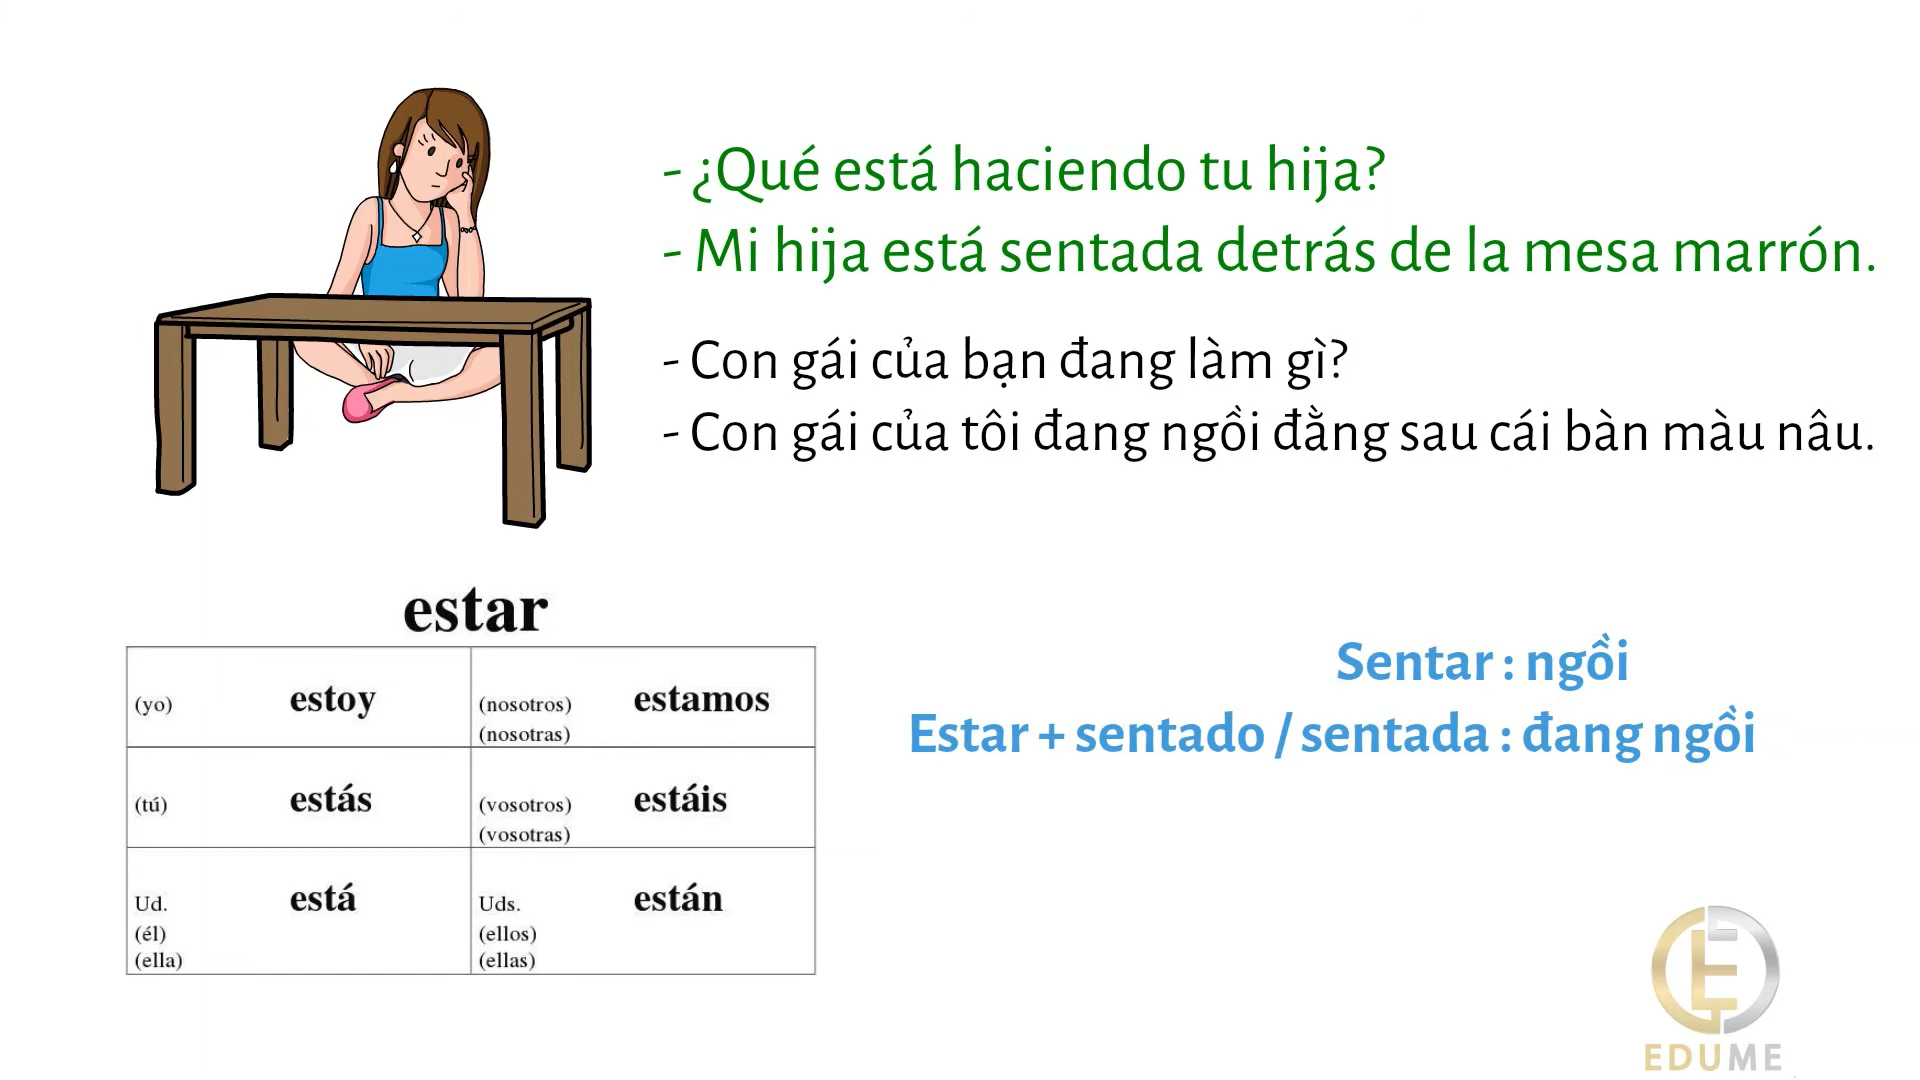 - ¿Qué está haciendo tu hija?
- Mi hija está sentada detrás de la mesa marrón.
- Con gái của bạn đang làm gì?
- Con gái của tôi đang ngồi đằng sau cái bàn màu nâu.
estar
(yo) estoy (nosotros) estamos
(nosotras)
(tú) estás (vosotros) estáis
(vosotras)
Ud. está Uds. están
(él) (ellos)
(ella) (ellas)
Sentar : ngồi
Estar + sentado / sentada : đang ngồi
EDUME